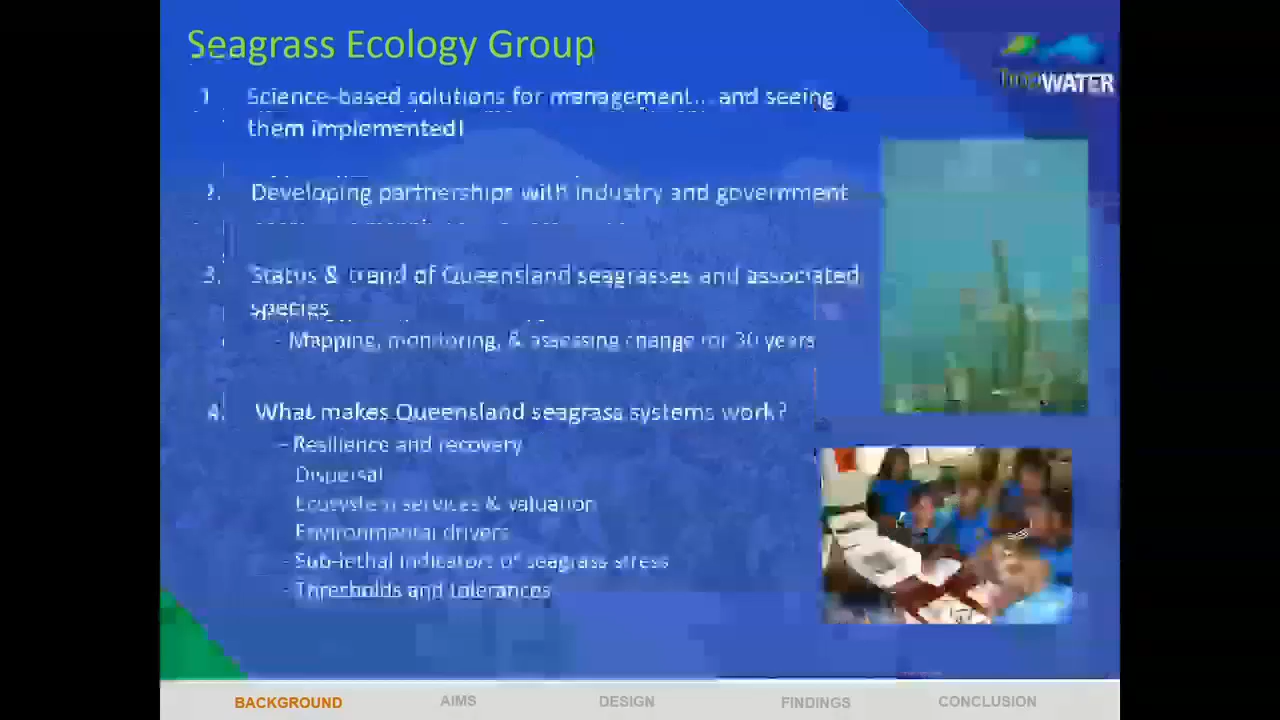 Seagrass Ecology Group
TropWATER
1 Science-based solutions for management... and seeing
them implemented!
2. Developing partnerships with industry and government
3. Status & trend of Queensland seagrasses and associated
species
- Mapping, monitoring, & assessing change for 30 years
4. What makes Queensland seagrass systems work?
- Resilience and recovery
Dispersal
Ecosystem services & valuation
Environmental drivers
- Sub-lethal indicators of seagrass stress
- Thresholds and tolerances
BACKGROUND AIMS DESIGN FINDINGS CONCLUSION